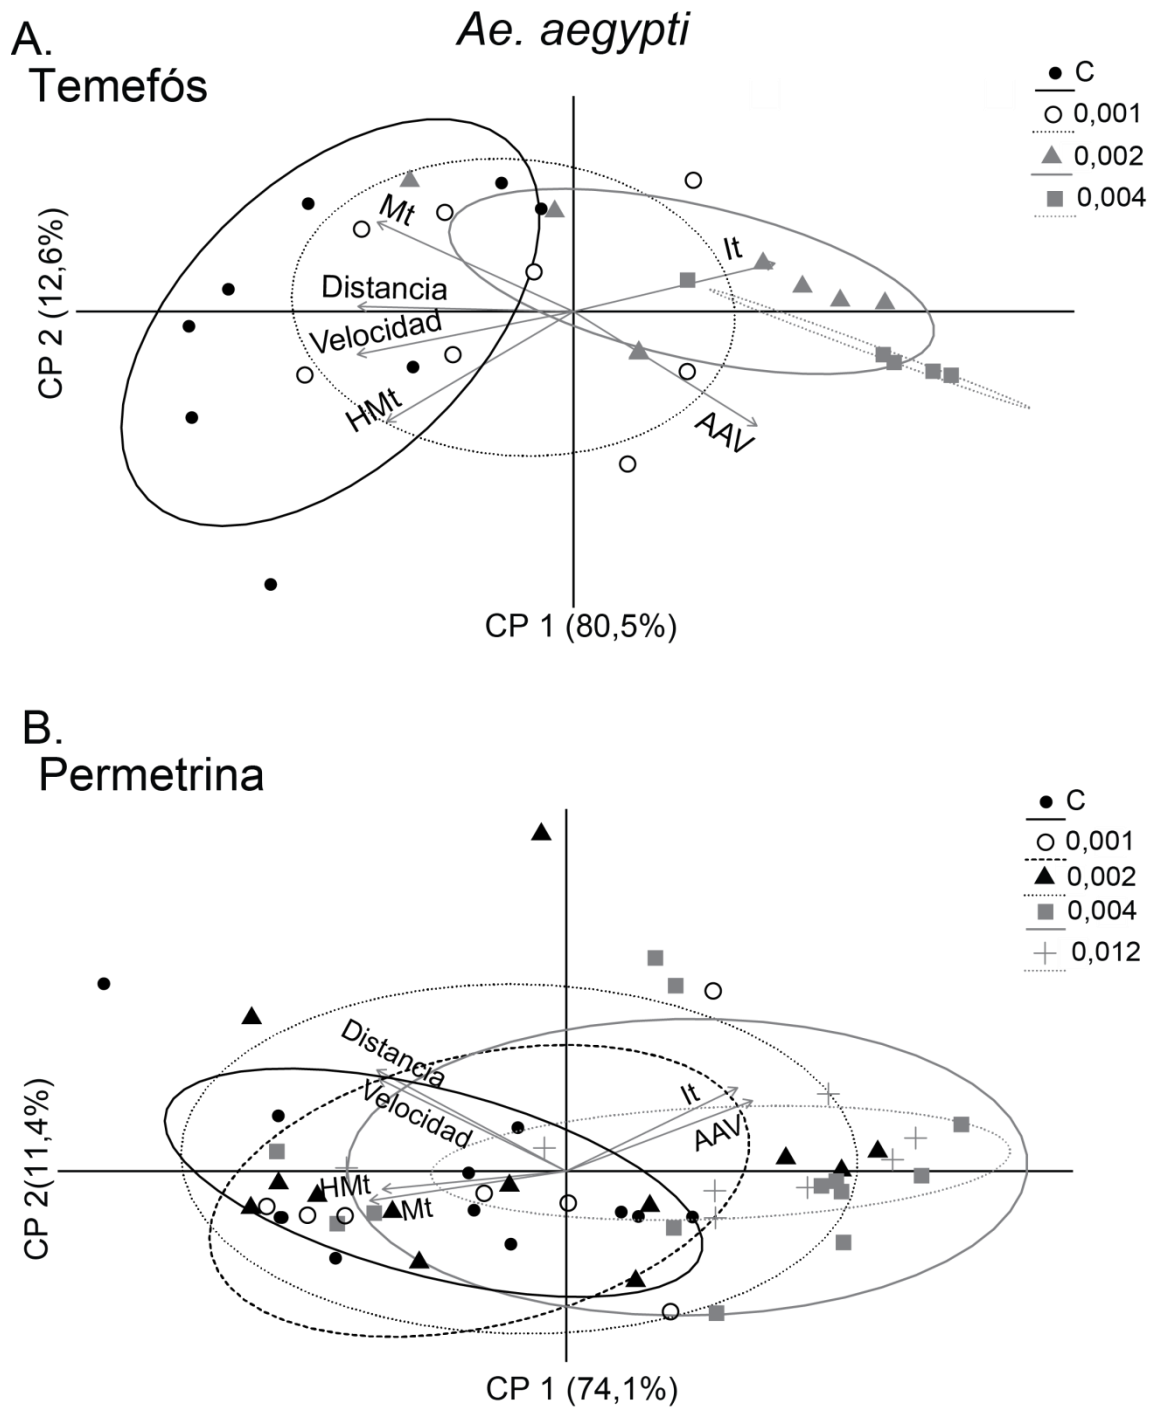 Ae. aegypti
A.
Temefós
C
0,001
0,002
0,004
Mt
It
Distancia
Velocidad
HMt
AAV
CP 2 (12,6%)
CP 1 (80,5%)
B.
Permetrina
C
0,001
0,002
0,004
0,012
Distancia
Velocidad
It
AAV
HMt
Mt
CP 2(11,4%)
CP 1 (74,1%)